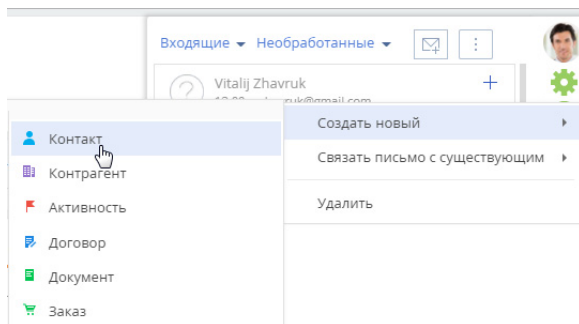 Входящие Необработанные
Vitalij Zhavruk
Создать новый
Связать письмо с существующим
Удалить
Контакт
Контрагент
Активность
Договор
Документ
Заказ